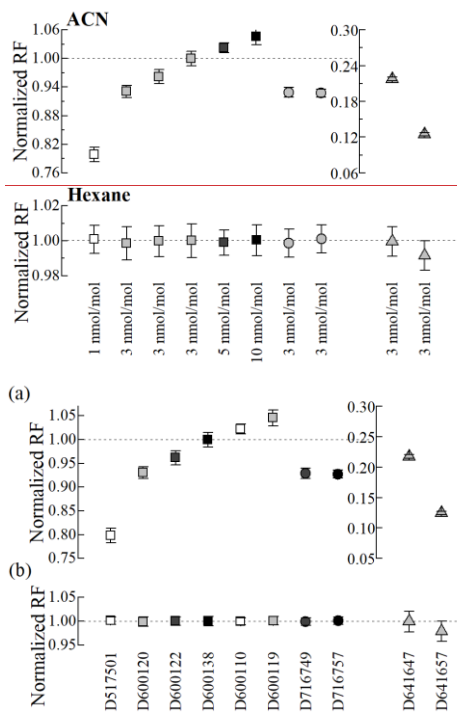 ACN
Normalized RF
1.06
1.00
0.94
0.88
0.82
0.76
0.30
0.24
0.18
0.12
0.06
Hexane
Normalized RF
1.02
1.00
0.98
1 nmol/mol
3 nmol/mol
3 nmol/mol
3 nmol/mol
5 nmol/mol
10 nmol/mol
3 nmol/mol
3 nmol/mol
3 nmol/mol
3 nmol/mol
(a)
Normalized RF
1.05
1.00
0.95
0.90
0.85
0.80
0.75
0.30
0.25
0.20
0.15
0.10
0.05
(b)
Normalized RF
1.05
1.00
0.95
D517501
D600120
D600122
D600138
D600110
D600119
D716749
D716757
D641647
D641657